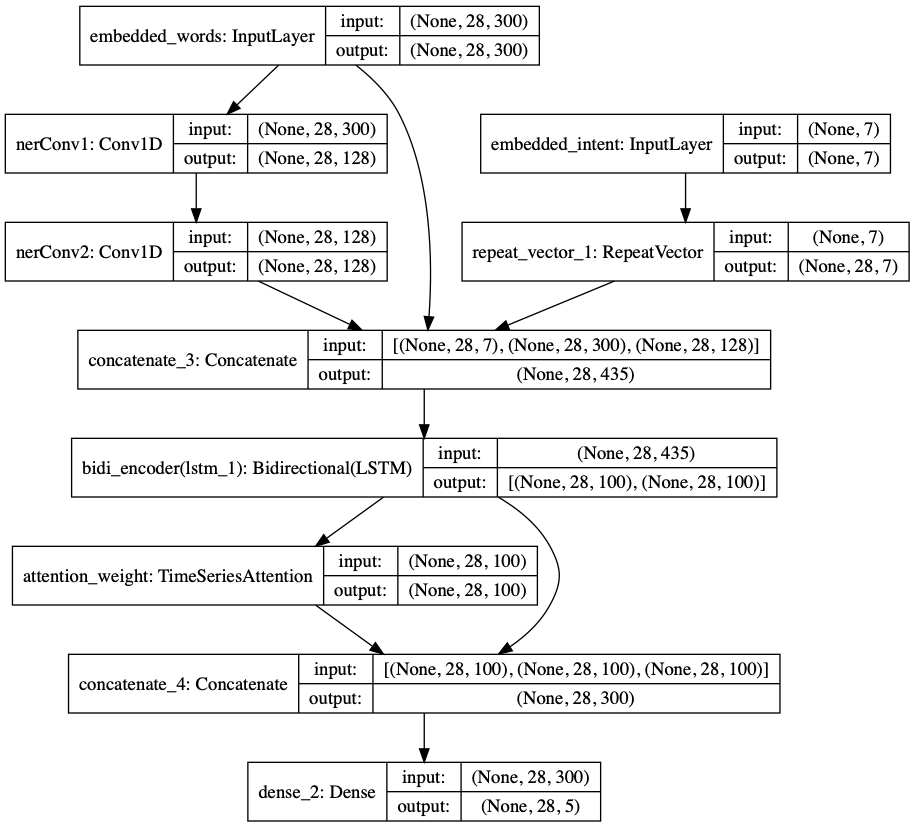 embedded_words: InputLayer
input: (None, 28, 300)
output: (None, 28, 300)
nerConv1: Conv1D
input: (None, 28, 300)
output: (None, 28, 128)
embedded_intent: InputLayer
input: (None, 7)
output: (None, 7)
nerConv2: Conv1D
input: (None, 28, 128)
output: (None, 28, 128)
repeat_vector_1: RepeatVector
input: (None, 7)
output: (None, 28, 7)
concatenate_3: Concatenate
input: [(None, 28, 7), (None, 28, 300), (None, 28, 128)]
output: (None, 28, 435)
bidi_encoder(lstm_1): Bidirectional(LSTM)
input: (None, 28, 435)
output: [(None, 28, 100), (None, 28, 100)]
attention_weight: TimeSeriesAttention
input: (None, 28, 100)
output: (None, 28, 100)
concatenate_4: Concatenate
input: [(None, 28, 100), (None, 28, 100), (None, 28, 100)]
output: (None, 28, 300)
dense_2: Dense
input: (None, 28, 300)
output: (None, 28, 5)